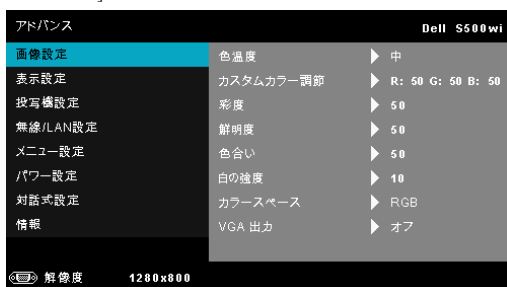 アドバンス Dell S500wi
画像設定 色温度 中
表示設定 カスタムカラー調節 R: 50 G: 50 B: 50
投写機設定 彩度 50
無線/LAN設定 鮮明度 50
メニュー設定 色合い 50
パワー設定 白の強度 10
対話式設定 カラースペース RGB
情報 VGA 出力 オフ
解像度 1280x800